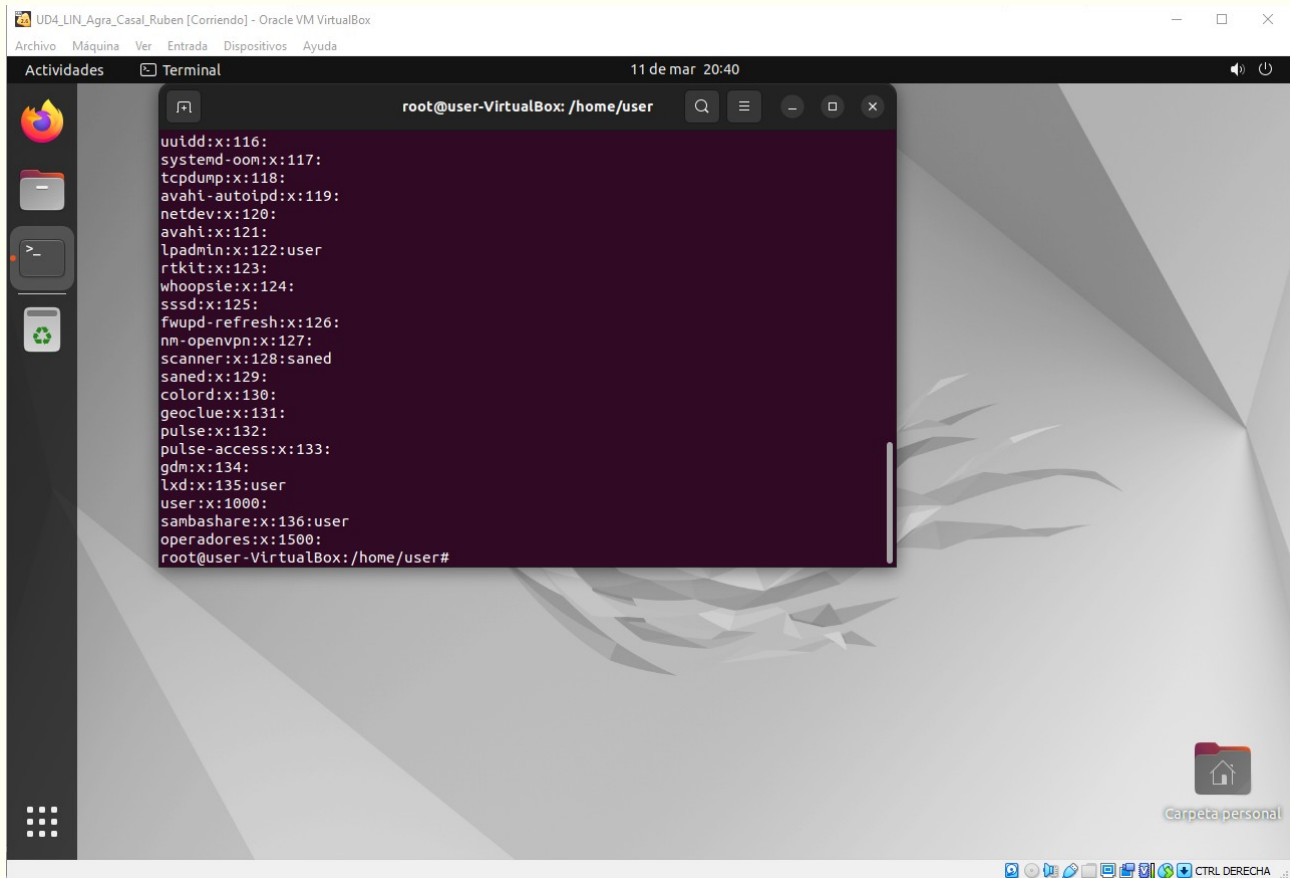 UD4_LIN_Agra_Casal_Ruben [Corriendo] - Oracle VM VirtualBox
Archivo Máquina Ver Entrada Dispositivos Ayuda
Actividades Terminal 11 de mar 20:40
root@user-VirtualBox: /home/user
uuidd:x:116:
systemd-oom:x:117:
tcpdump:x:118:
avahi-autoipd:x:119:
netdev:x:120:
avahi:x:121:
lpadmin:x:122:user
rtkit:x:123:
whoopsie:x:124:
sssd:x:125:
fwupd-refresh:x:126:
nm-openvpn:x:127:
scanner:x:128:saned
saned:x:129:
colord:x:130:
geoclue:x:131:
pulse:x:132:
pulse-access:x:133:
gdm:x:134:
lxd:x:135:user
user:x:1000:
sambashare:x:136:user
operadores:x:1500:
root@user-VirtualBox:/home/user#
Carpeta personal
CTRL DERECHA